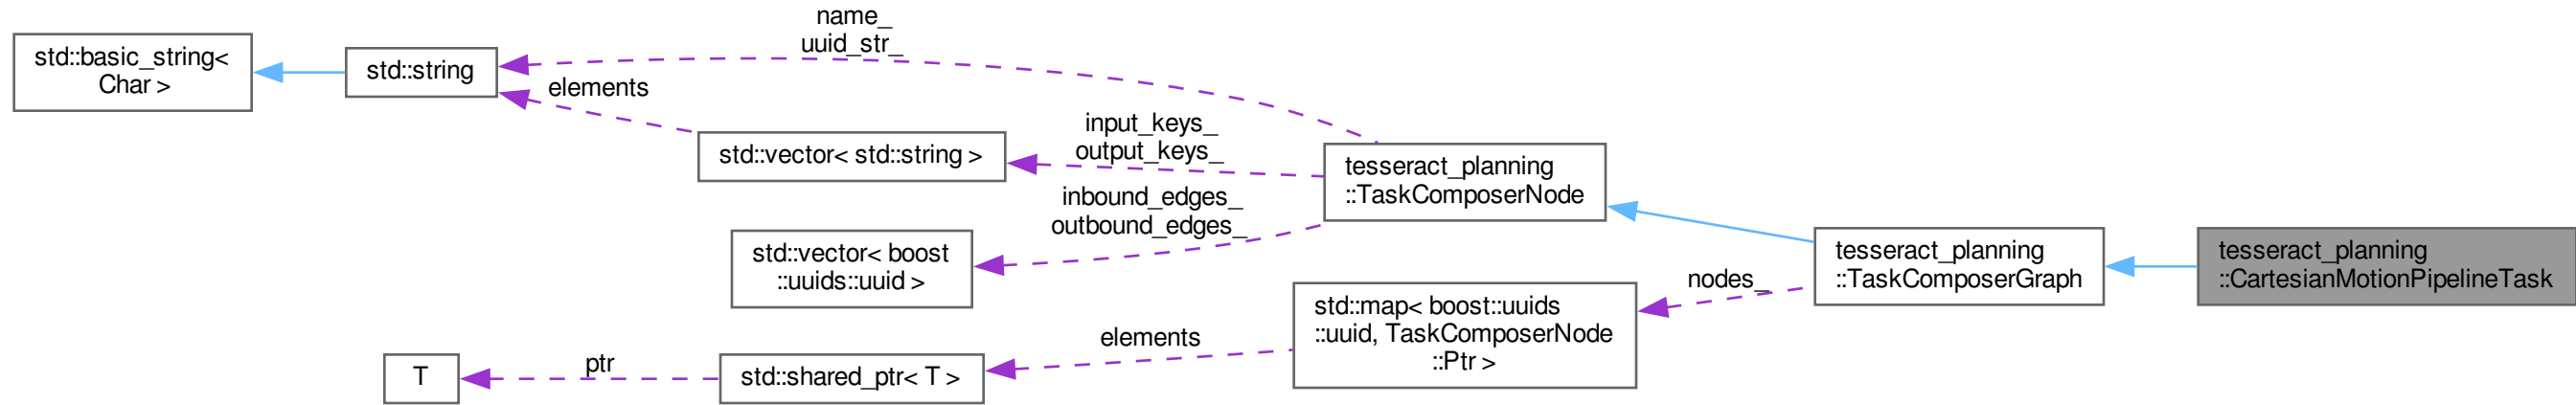 name_
uuid_str_
std::basic_string<
Char >
std::string
elements
input_keys_
output_keys_
std::vector< std::string >
tesseract_planning
::TaskComposerNode
inbound_edges_
outbound_edges_
std::vector< boost
::uuids::uuid >
tesseract_planning
::TaskComposerGraph
tesseract_planning
::CartesianMotionPipelineTask
nodes_
std::map< boost::uuids
::uuid, TaskComposerNode
::Ptr >
elements
ptr
T
std::shared_ptr< T >